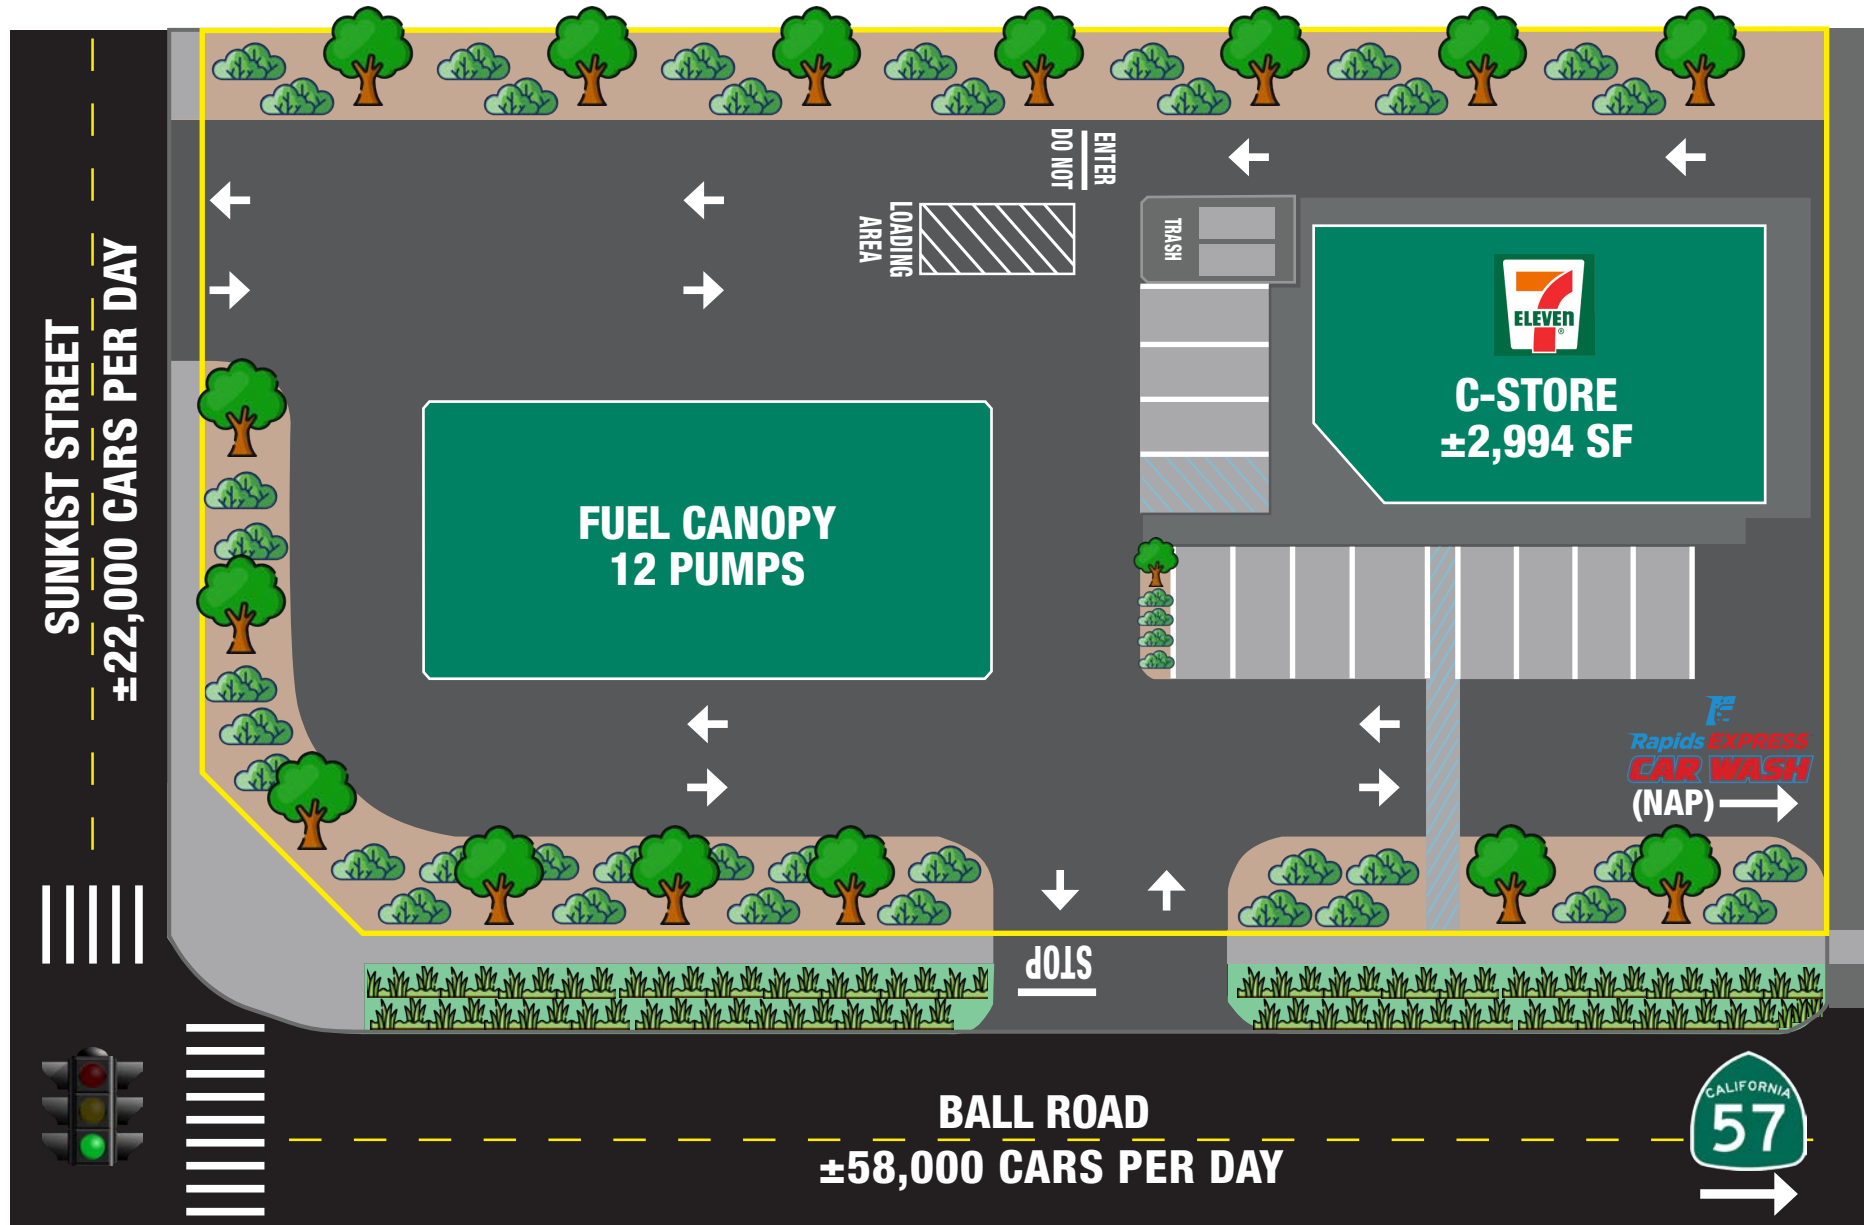 ENTER
DO NOT
LOADING
AREA
TRASH
7
ELEVEn
®
C-STORE
±2,994 SF
SUNKIST STREET
±22,000 CARS PER DAY
FUEL CANOPY
12 PUMPS
Rapids EXPRESS
CAR WASH
(NAP)
STOP
BALL ROAD
±58,000 CARS PER DAY
CALIFORNIA
57